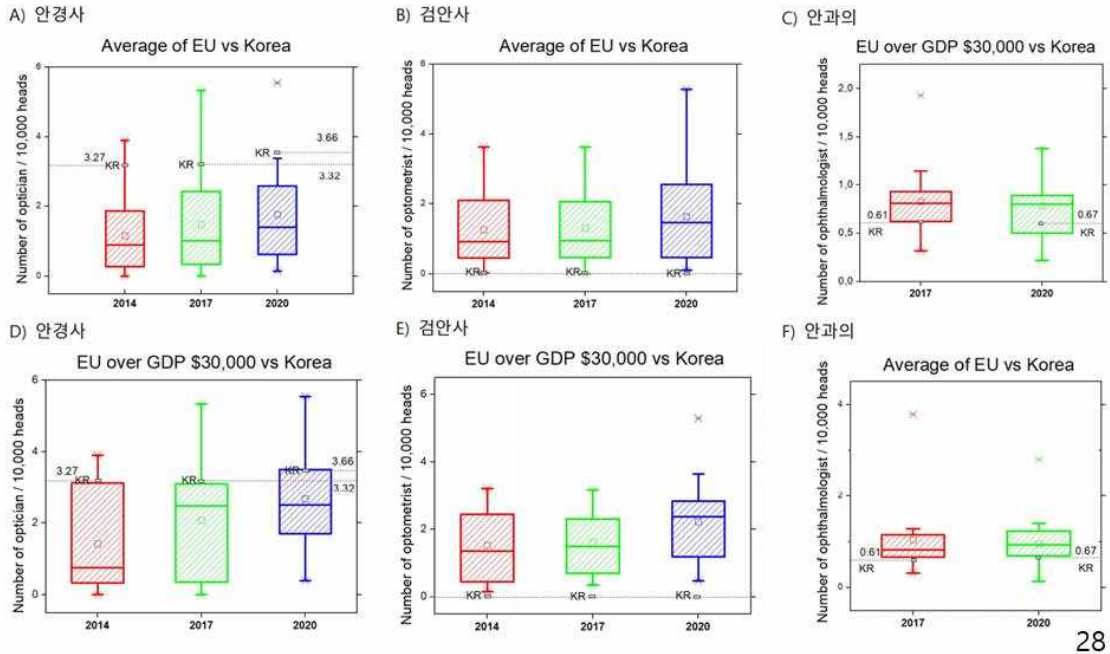 A) 안경사
Average of EU vs Korea
Number of optician / 10,000 heads
6
4
2
0
3.27
KR
KR
KR
3.66
3.32
2014
2017
2020
B) 검안사
Average of EU vs Korea
Number of optometrist / 10,000 heads
6
4
2
0
KR
KR
KR
2014
2017
2020
C) 안과의
EU over GDP $30,000 vs Korea
Number of ophthalmologist / 10,000 heads
2,0
1,5
1,0
0,5
0,0
0.61
KR
0.67
KR
2017
2020
D) 안경사
EU over GDP $30,000 vs Korea
Number of optician / 10,000 heads
6
4
2
0
3.27
KR
KR
KR
3.66
3.32
2014
2017
2020
E) 검안사
EU over GDP $30,000 vs Korea
Number of optometrist / 10,000 heads
6
4
2
0
KR
KR
KR
2014
2017
2020
F) 안과의
Average of EU vs Korea
Number of ophthalmologist / 10,000 heads
4
2
0
0.61
KR
0.67
KR
2017
2020
28